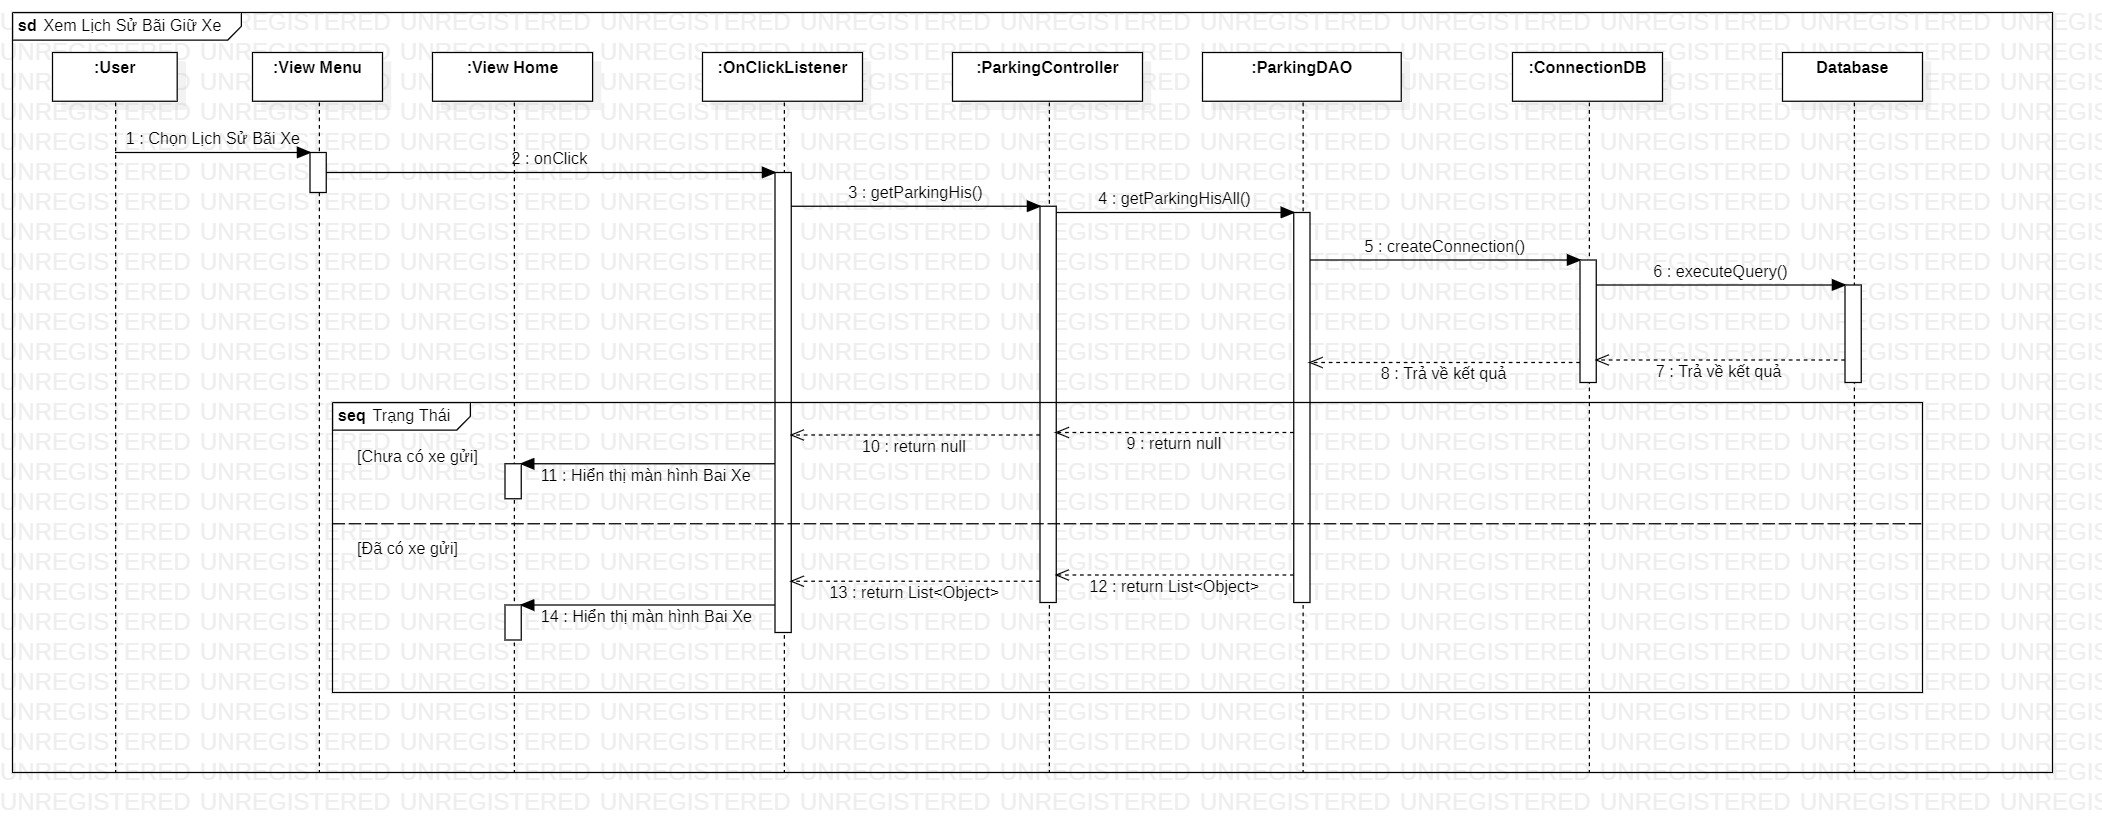 sd Xem Lịch Sử Bãi Giữ Xe
:User
:View Menu
:View Home
:OnClickListener
:ParkingController
:ParkingDAO
:ConnectionDB
Database
1 : Chọn Lịch Sử Bãi Xe
2 : onClick
3 : getParkingHis()
4 : getParkingHisAll()
5 : createConnection()
6 : executeQuery()
7 : Trả về kết quả
8 : Trả về kết quả
seq Trạng Thái
9 : return null
10 : return null
[Chưa có xe gửi]
11 : Hiển thị màn hình Bai Xe
[Đã có xe gửi]
12 : return List<Object>
13 : return List<Object>
14 : Hiển thị màn hình Bai Xe
UNREGISTERED